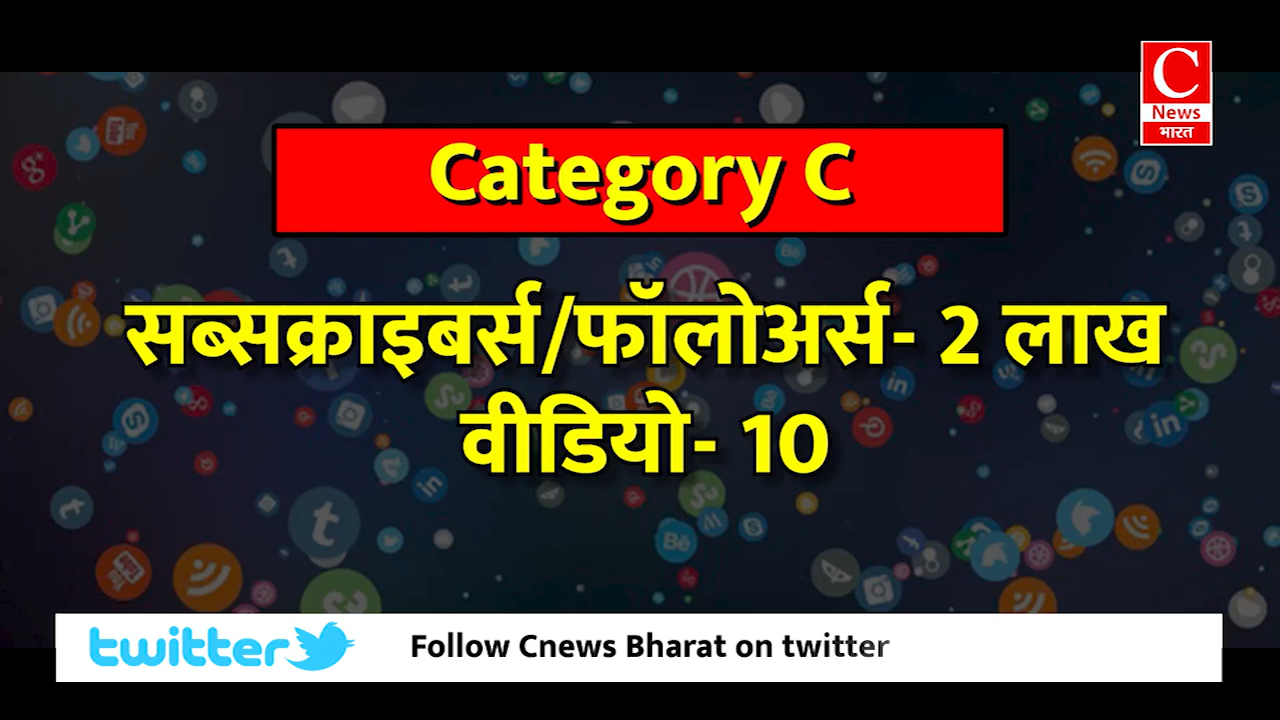 C
News
भारत
Category C
सब्सक्राइबर्स/फॉलोअर्स- 2 लाख
वीडियो- 10
twitter
Follow Cnews Bharat on twitter